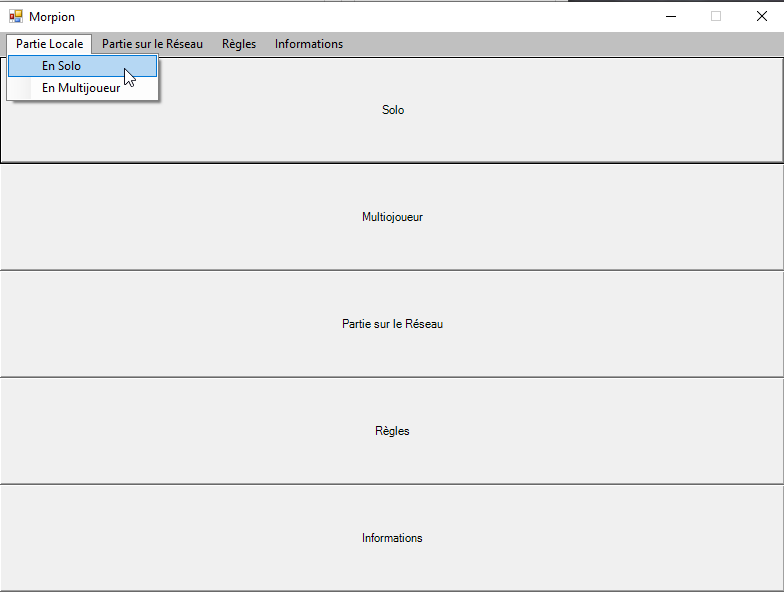 Morpion
Partie Locale Partie sur le Réseau Règles Informations
En Solo
En Multijoueur
Solo
Multiojoueur
Partie sur le Réseau
Règles
Informations